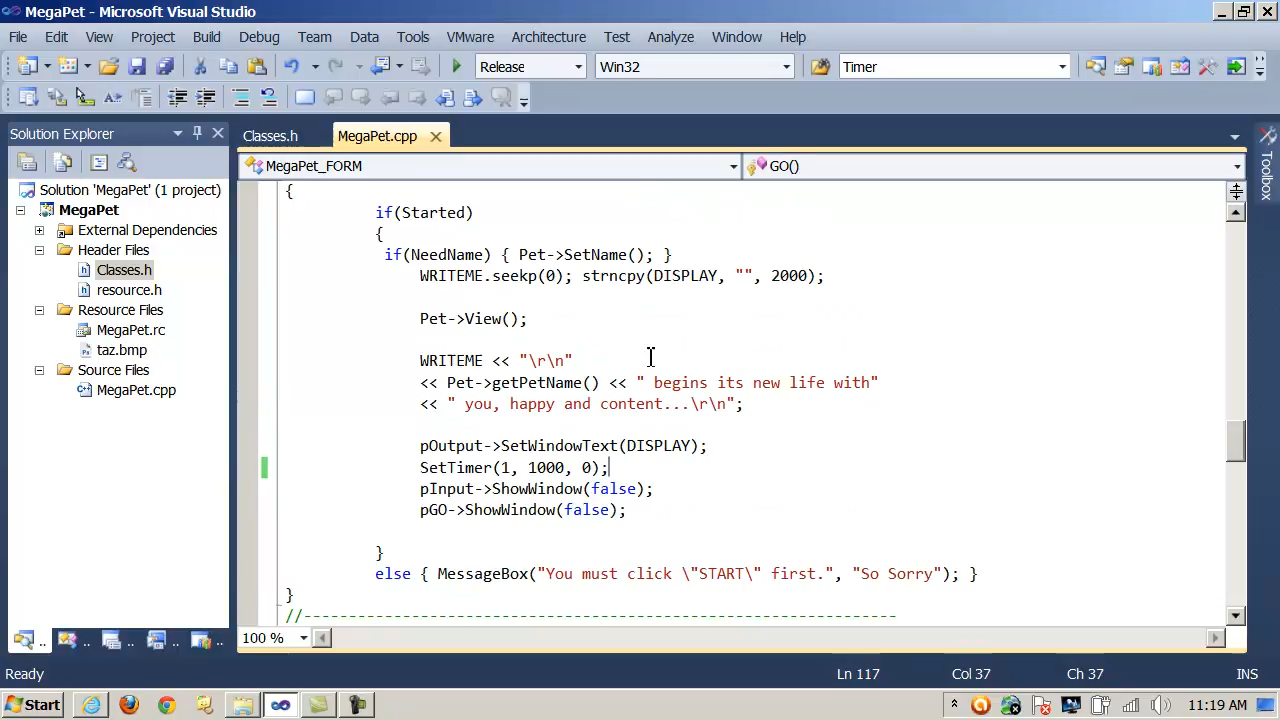 MegaPet - Microsoft Visual Studio
File Edit View Project Build Debug Team Data Tools VMware Architecture Test Analyze Window Help
Release Win32 Timer
Solution Explorer
Classes.h MegaPet.cpp
MegaPet_FORM GO()
Toolbox
Solution 'MegaPet' (1 project)
MegaPet
External Dependencies
Header Files
Classes.h
resource.h
Resource Files
MegaPet.rc
taz.bmp
Source Files
MegaPet.cpp
{
if(Started)
{
if(NeedName) { Pet->SetName(); }
WRITEME.seekp(0); strncpy(DISPLAY, "", 2000);
Pet->View();
WRITEME << "\r\n"
<< Pet->getPetName() << " begins its new life with"
<< " you, happy and content...\r\n";
pOutput->SetWindowText(DISPLAY);
SetTimer(1, 1000, 0);
pInput->ShowWindow(false);
pGO->ShowWindow(false);
}
else { MessageBox("You must click \"START\" first.", "So Sorry"); }
}
//------------------------------------------------------------------
100 %
Ready Ln 117 Col 37 Ch 37 INS
Start 11:19 AM